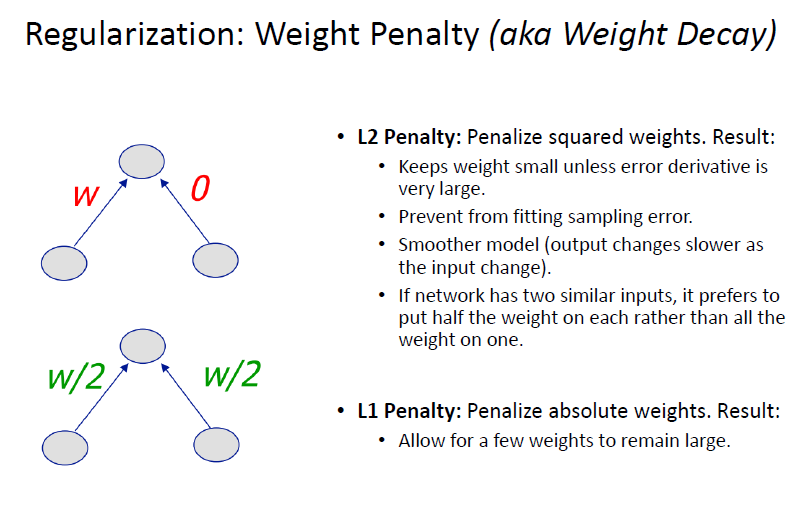 Regularization: Weight Penalty (aka Weight Decay)
w
0
w/2
w/2
• L2 Penalty: Penalize squared weights. Result:
• Keeps weight small unless error derivative is
very large.
• Prevent from fitting sampling error.
• Smoother model (output changes slower as
the input change).
• If network has two similar inputs, it prefers to
put half the weight on each rather than all the
weight on one.
• L1 Penalty: Penalize absolute weights. Result:
• Allow for a few weights to remain large.